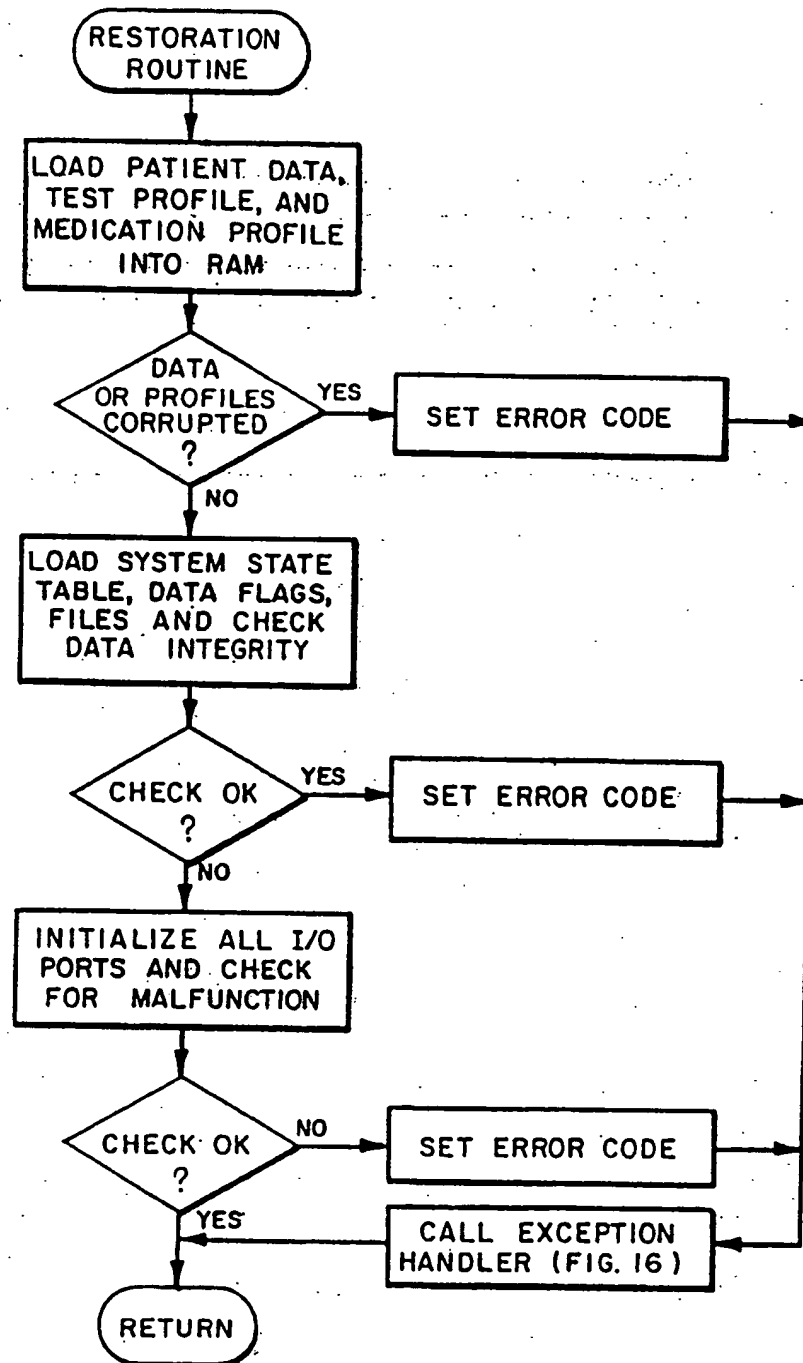 RESTORATION
ROUTINE
LOAD PATIENT DATA,
TEST PROFILE, AND
MEDICATION PROFILE
INTO RAM
DATA
OR PROFILES
CORRUPTED
?
YES
SET ERROR CODE
NO
LOAD SYSTEM STATE
TABLE, DATA FLAGS,
FILES AND CHECK
DATA INTEGRITY
CHECK OK
?
YES
SET ERROR CODE
NO
INITIALIZE ALL I/O
PORTS AND CHECK
FOR MALFUNCTION
CHECK OK
?
NO
SET ERROR CODE
YES
CALL EXCEPTION
HANDLER (FIG. 16)
RETURN